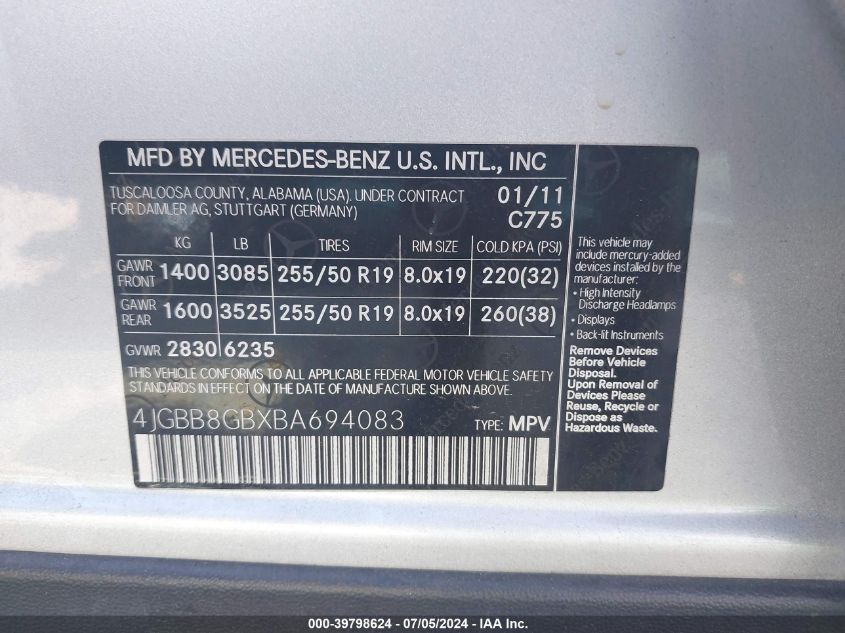 MFD BY MERCEDES-BENZ U.S. INTL., INC
TUSCALOOSA COUNTY, ALABAMA (USA). UNDER CONTRACT
FOR DAIMLER AG, STUTTGART (GERMANY)
01/11
C775
KG LB TIRES RIM SIZE COLD KPA (PSI)
GAWR FRONT 1400 3085 255/50 R19 8.0x19 220(32)
GAWR REAR 1600 3525 255/50 R19 8.0x19 260(38)
GVWR 2830 6235
THIS VEHICLE CONFORMS TO ALL APPLICABLE FEDERAL MOTOR VEHICLE SAFETY
STANDARDS IN EFFECT ON THE DATE OF MANUFACTURE SHOWN ABOVE.
4JGBB8GBXBA694083 TYPE: MPV
This vehicle may
include mercury-added
devices installed by the
manufacturer:
• High Intensity
Discharge Headlamps
• Displays
• Back-lit Instruments
Remove Devices
Before Vehicle
Disposal.
Upon Removal of
Devices Please
Reuse, Recycle or
Dispose as
Hazardous Waste.
000-39798624 - 07/05/2024 - IAA Inc.